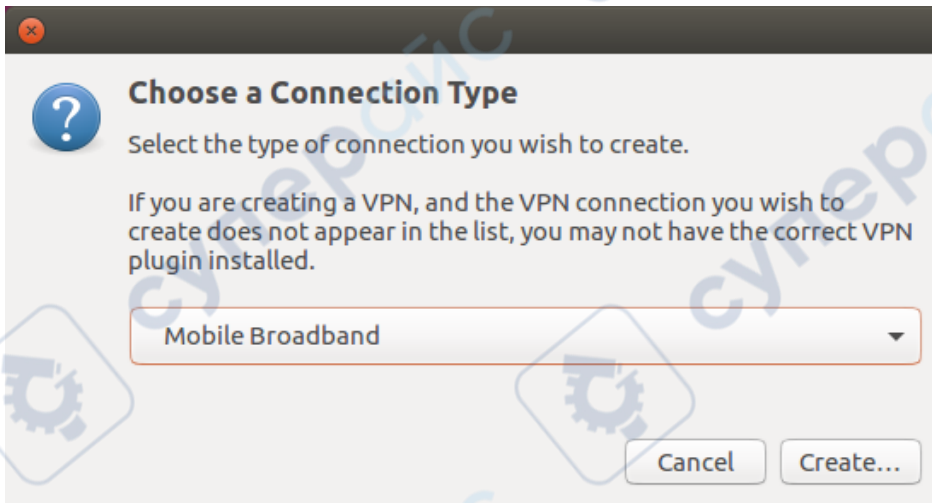 Choose a Connection Type
Select the type of connection you wish to create.
If you are creating a VPN, and the VPN connection you wish to
create does not appear in the list, you may not have the correct VPN
plugin installed.
Mobile Broadband
Cancel
Create...
суперайс
супер